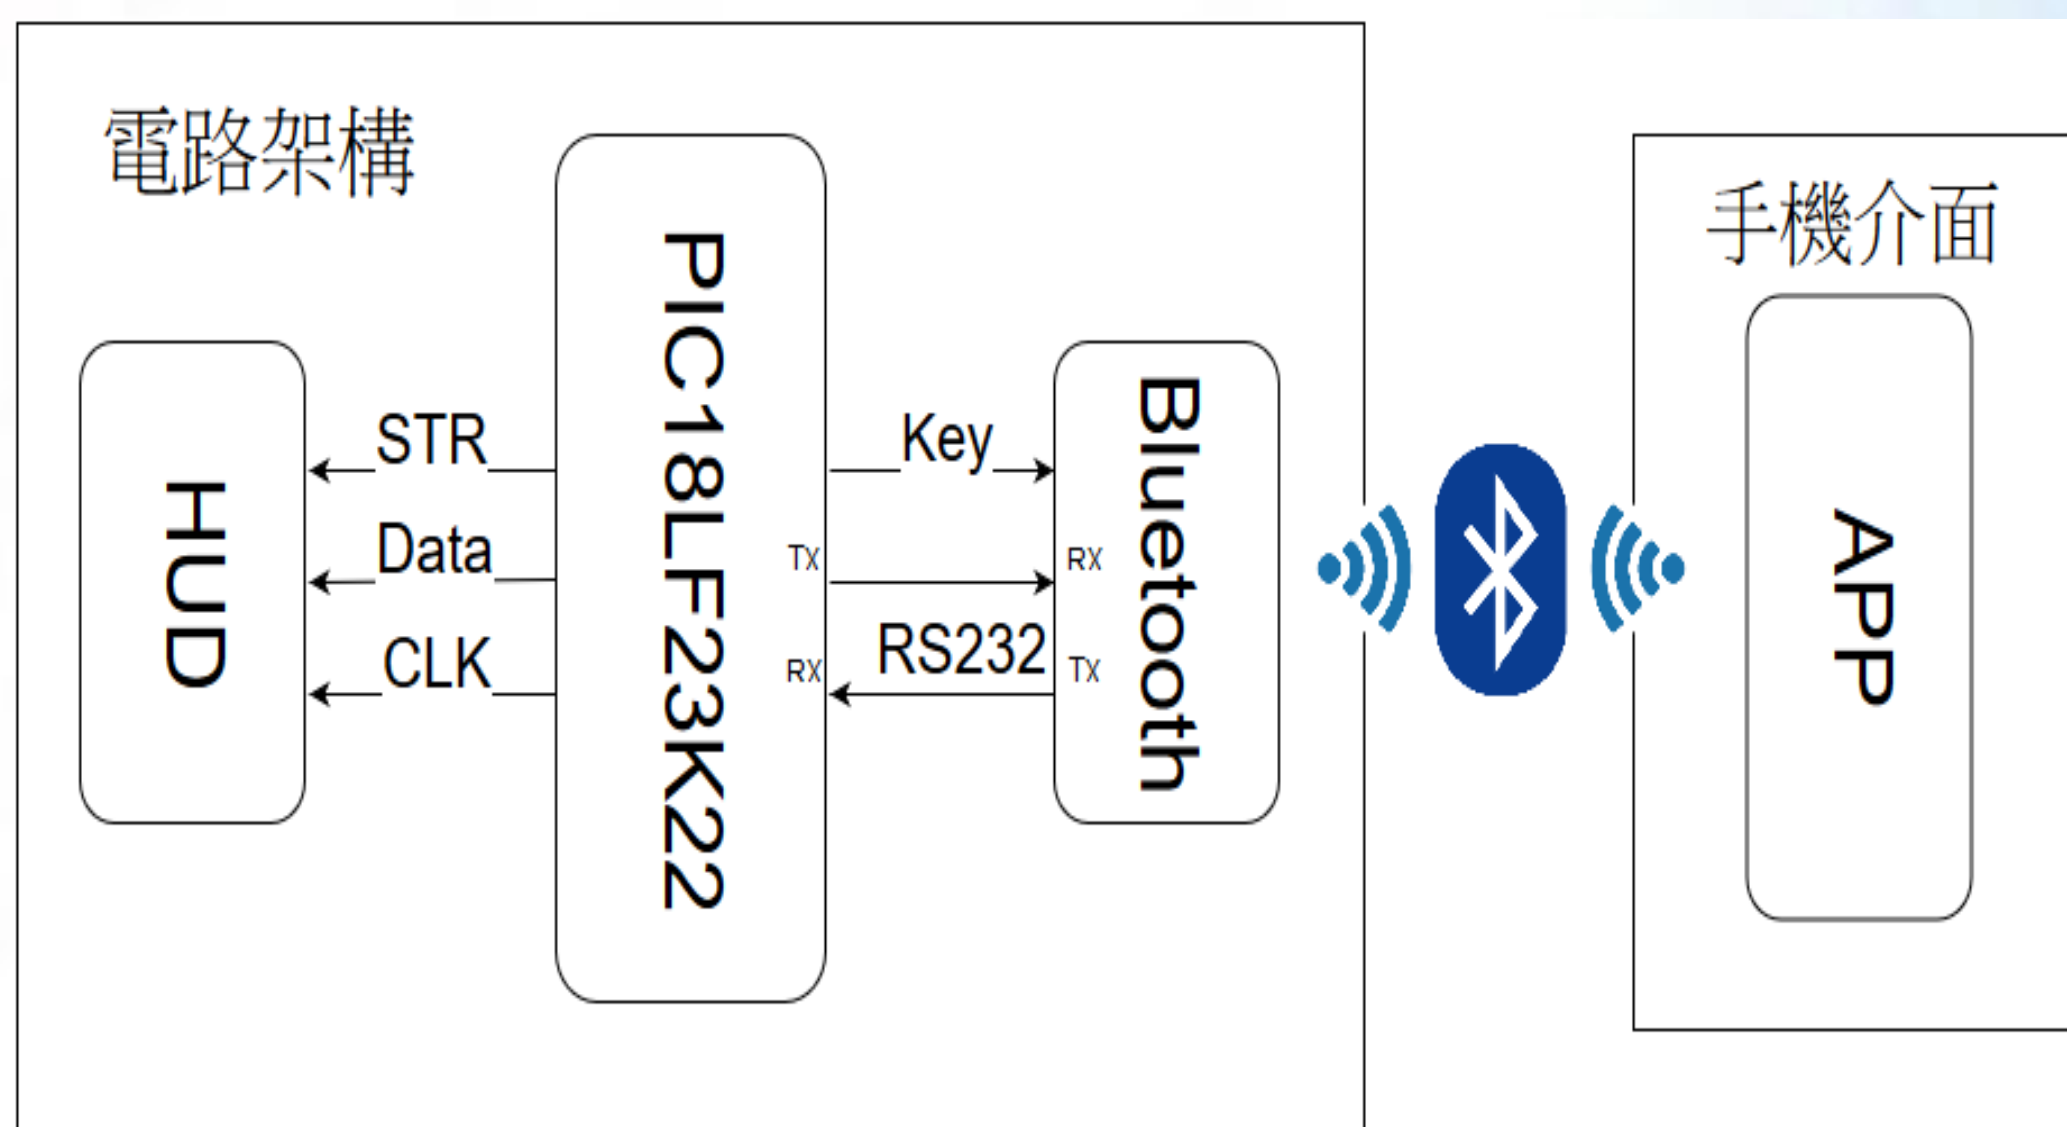 電路架構
HUD
STR
Data
CLK
PIC18LF23K22
Key
TX
RX
RS232
RX
TX
Bluetooth
手機介面
APP